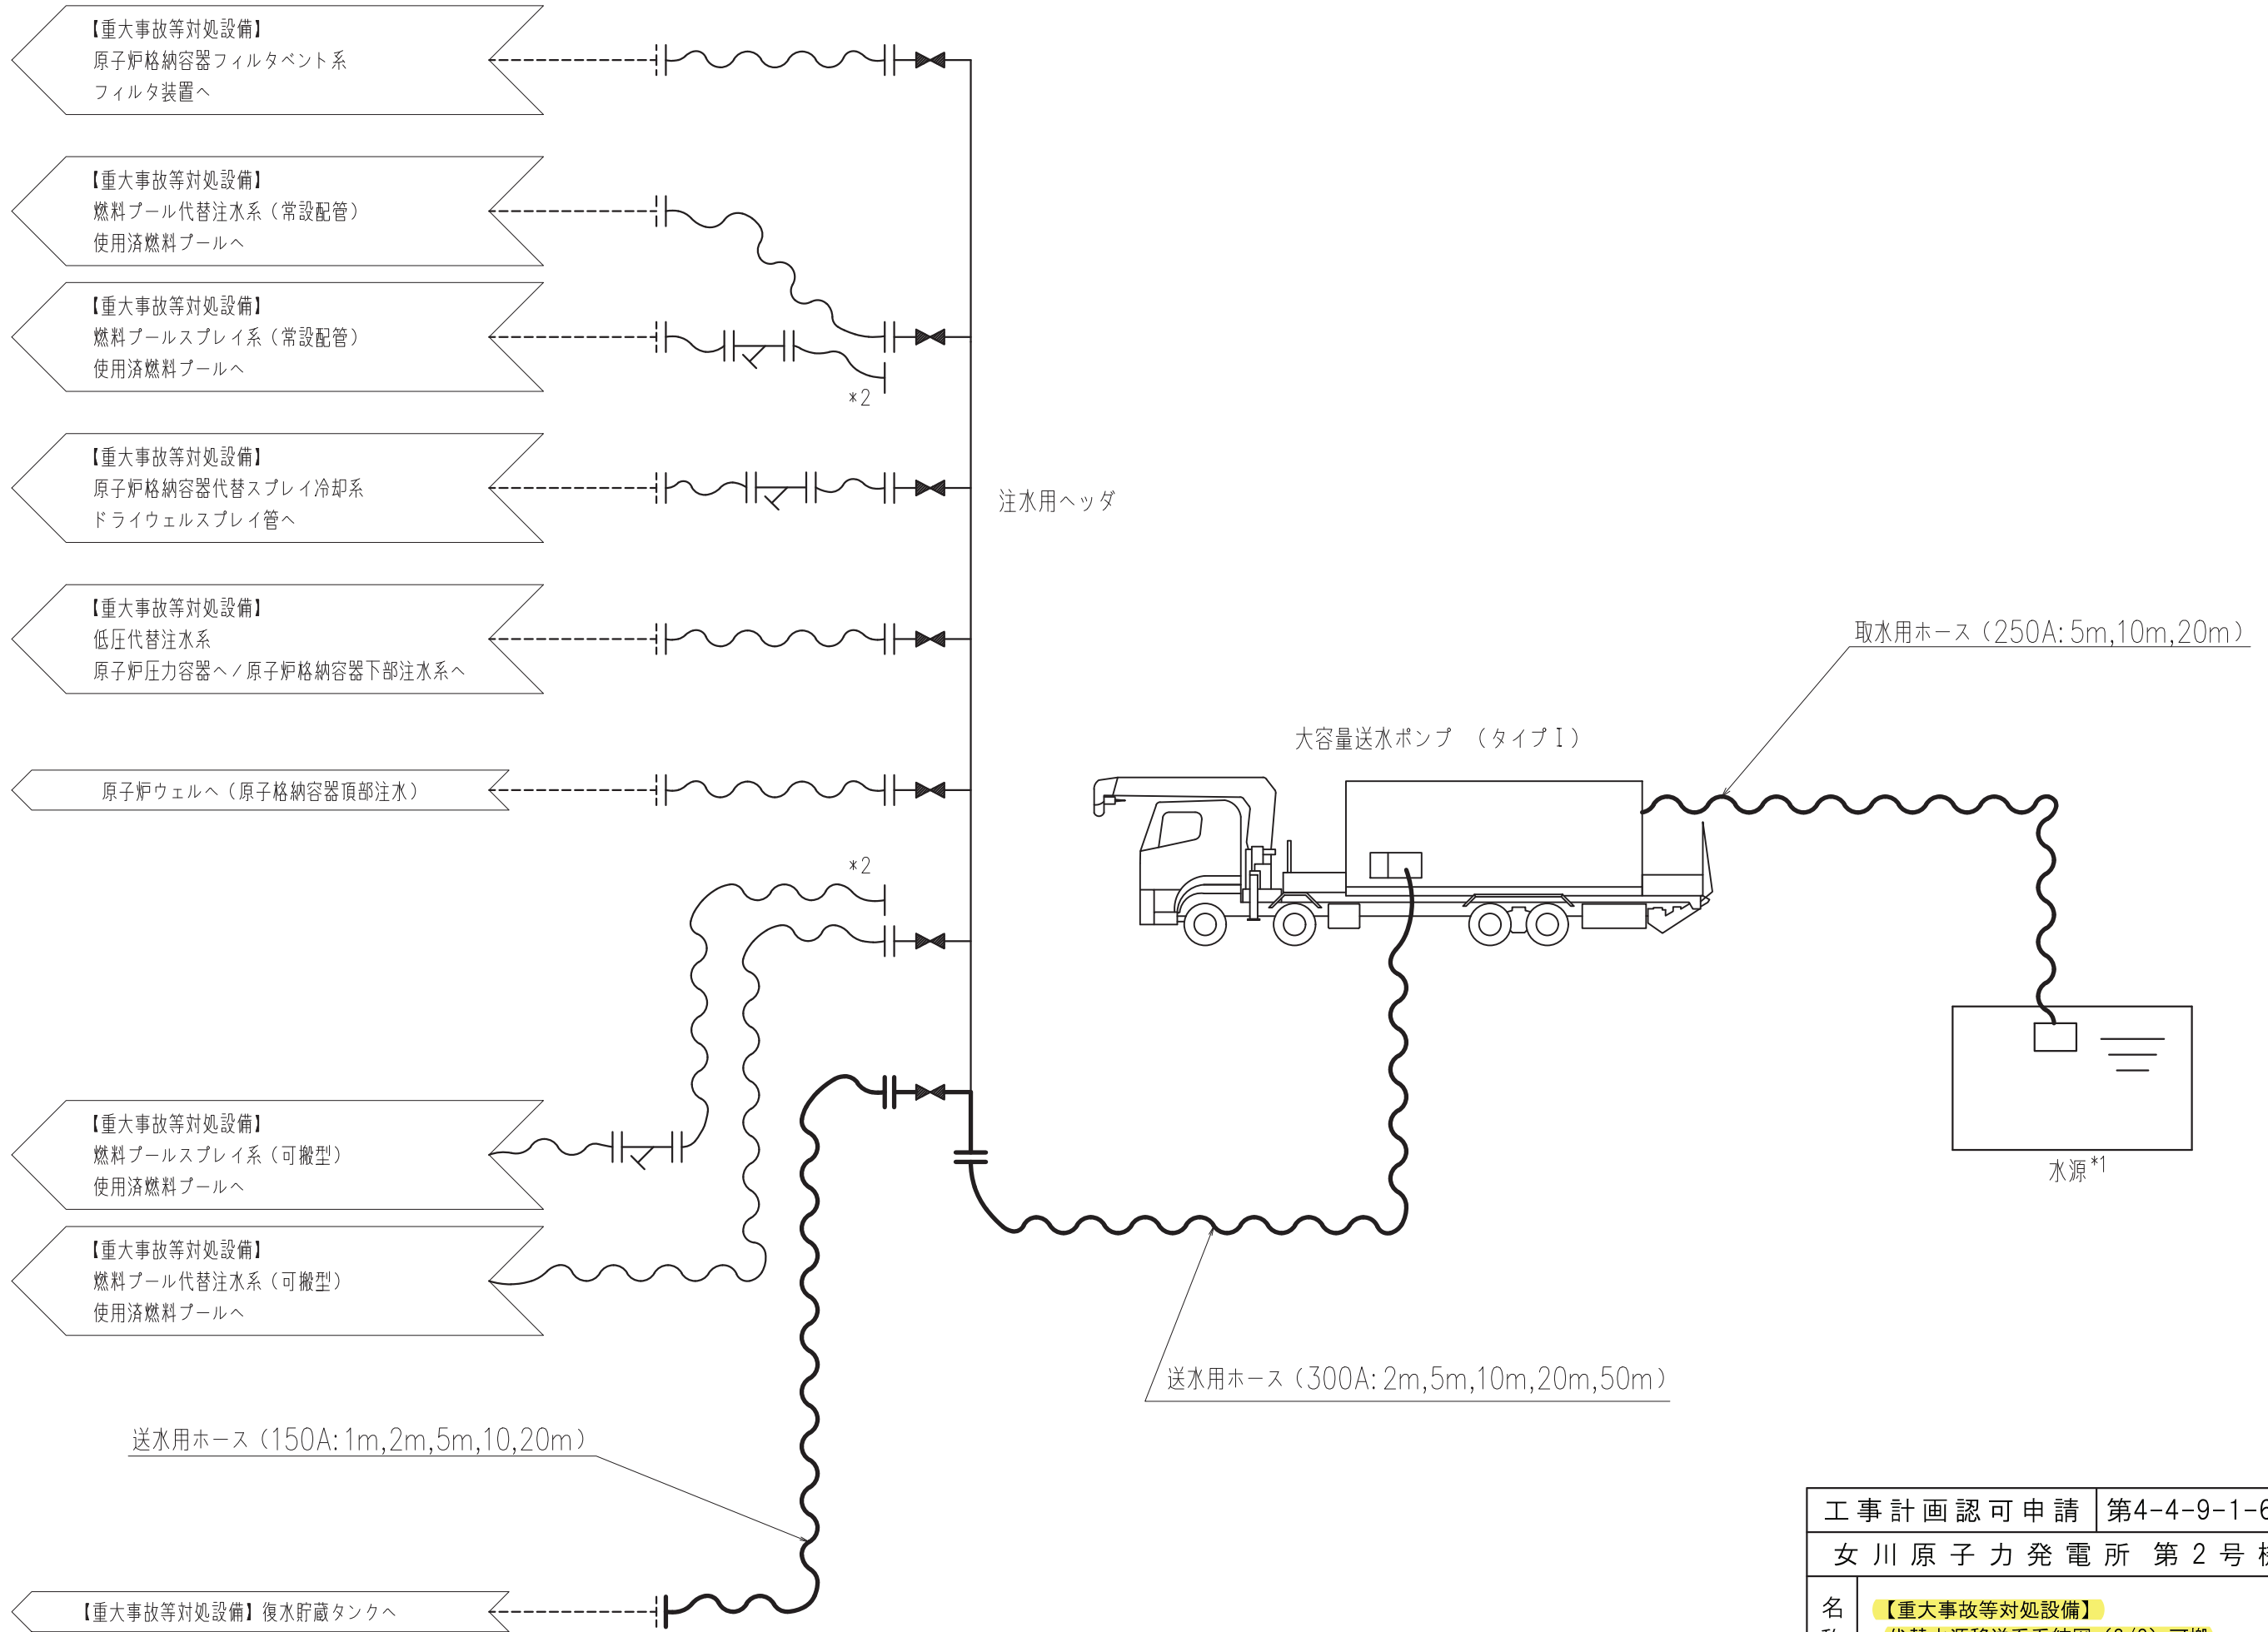 【重大事故等対処設備】
原子炉格納容器フィルタベント系
フィルタ装置へ
【重大事故等対処設備】
燃料プール代替注水系（常設配管）
使用済燃料プールへ
【重大事故等対処設備】
燃料プールスプレイ系（常設配管）
使用済燃料プールへ
*2
【重大事故等対処設備】
原子炉格納容器代替スプレイ冷却系
ドライウェルスプレイ管へ
注水用ヘッダ
【重大事故等対処設備】
低圧代替注水系
原子炉圧力容器へ／原子炉格納容器下部注水系へ
取水用ホース（250A:5m,10m,20m）
大容量送水ポンプ （タイプⅠ）
原子炉ウェルへ（原子格納容器頂部注水）
*2
【重大事故等対処設備】
燃料プールスプレイ系（可搬型）
使用済燃料プールへ
水源*1
【重大事故等対処設備】
燃料プール代替注水系（可搬型）
使用済燃料プールへ
送水用ホース（300A:2m,5m,10m,20m,50m）
送水用ホース（150A:1m,2m,5m,10,20m）
【重大事故等対処設備】復水貯蔵タンクへ
工事計画認可申請 第4-4-9-1-6
女川原子力発電所 第2号
名
【重大事故等対処設備】